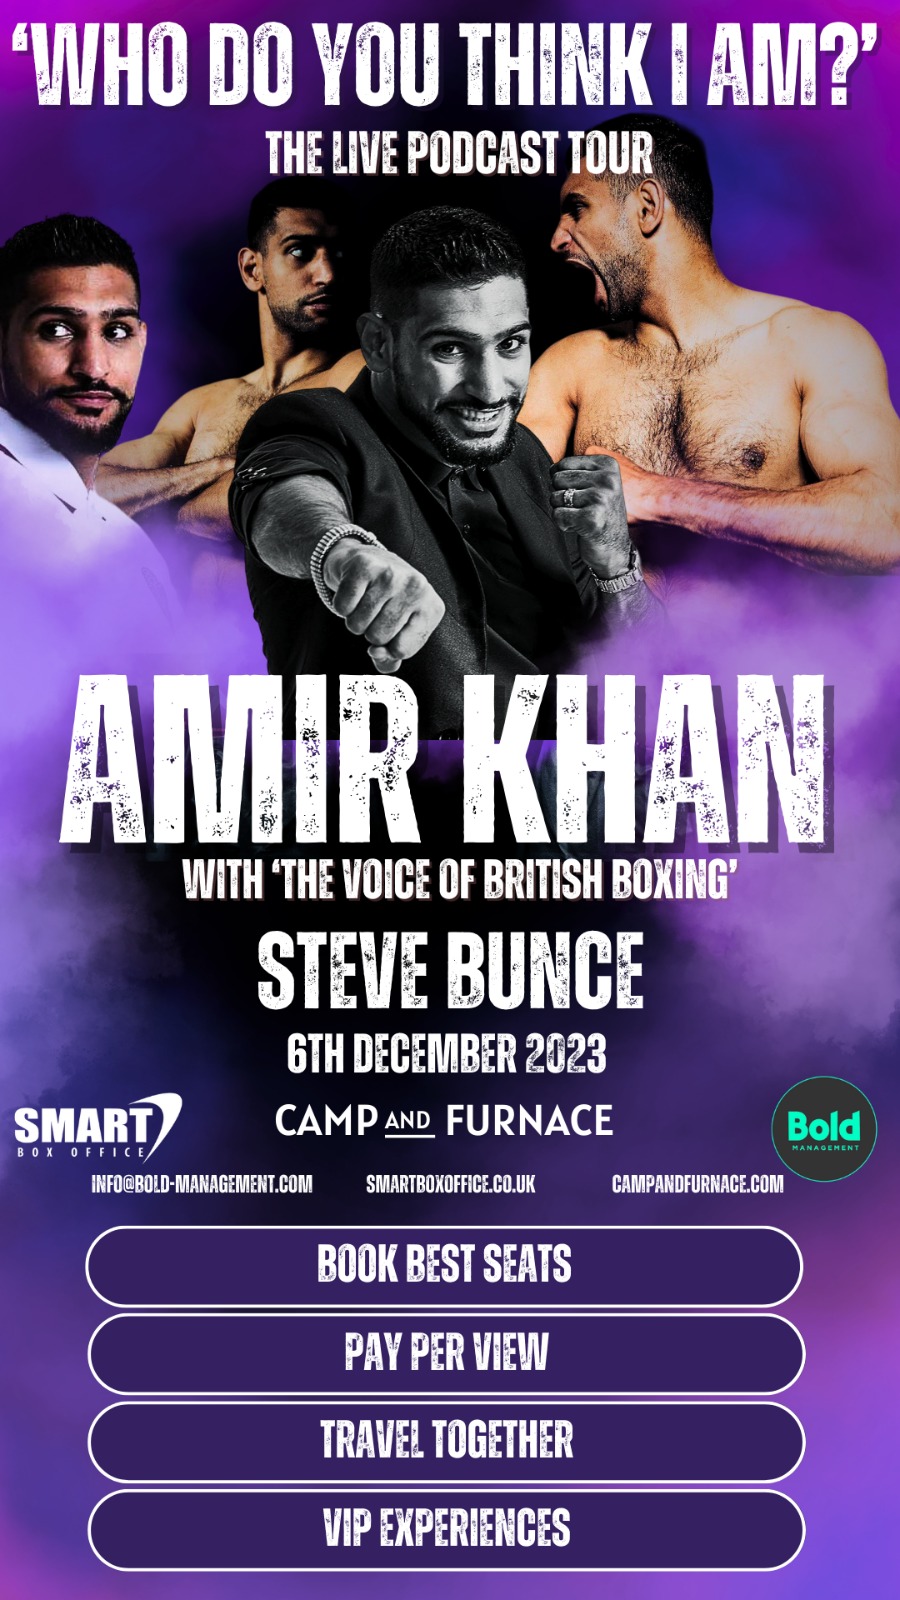 ‘WHO DO YOU THINK I AM?’
THE LIVE PODCAST TOUR
AMIR KHAN
WITH ‘THE VOICE OF BRITISH BOXING’
STEVE BUNCE
6TH DECEMBER 2023
SMART
BOX OFFICE
CAMP AND FURNACE
Bold
MANAGEMENT
INFO@BOLD-MANAGEMENT.COM
SMARTBOXOFFICE.CO.UK
CAMPANDFURNACE.COM
BOOK BEST SEATS
PAY PER VIEW
TRAVEL TOGETHER
VIP EXPERIENCES